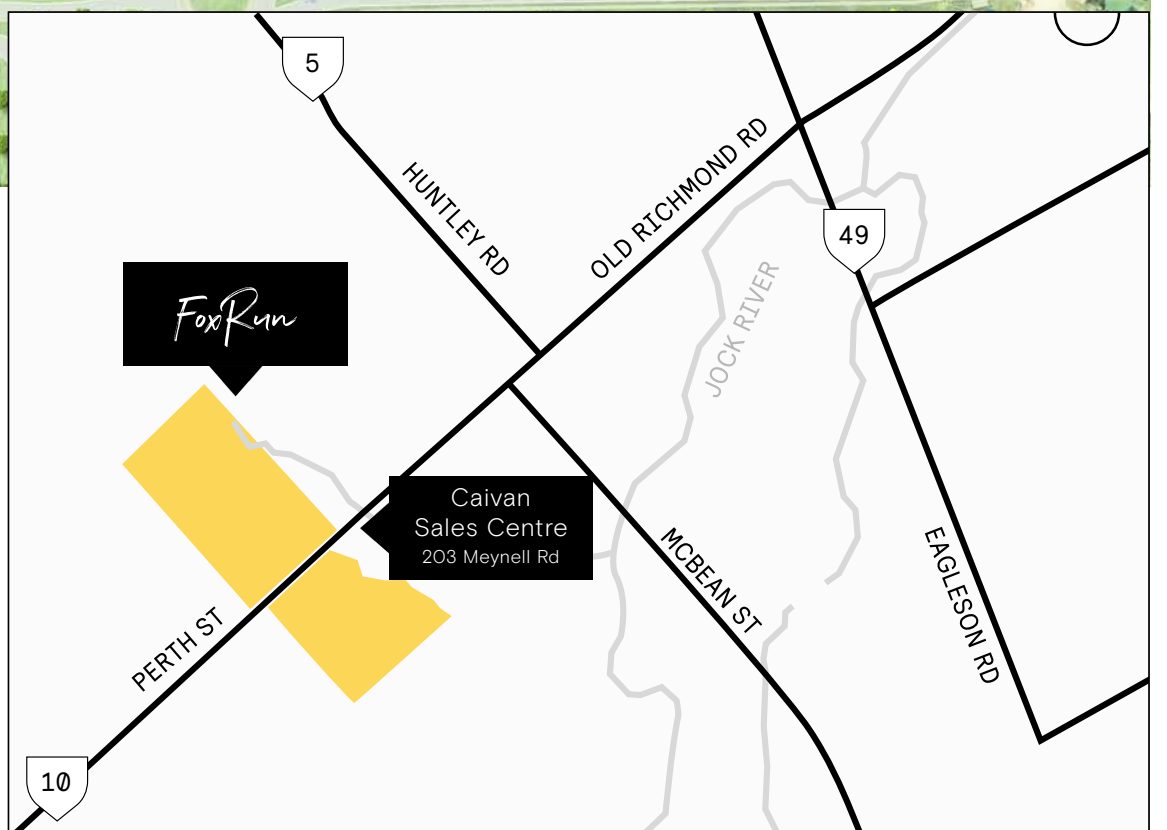 5
HUNTLEY RD
OLD RICHMOND RD
49
FoxRun
JOCK RIVER
Caivan
Sales Centre
203 Meynell Rd
MCBEAN ST
EAGLESON RD
PERTH ST
10